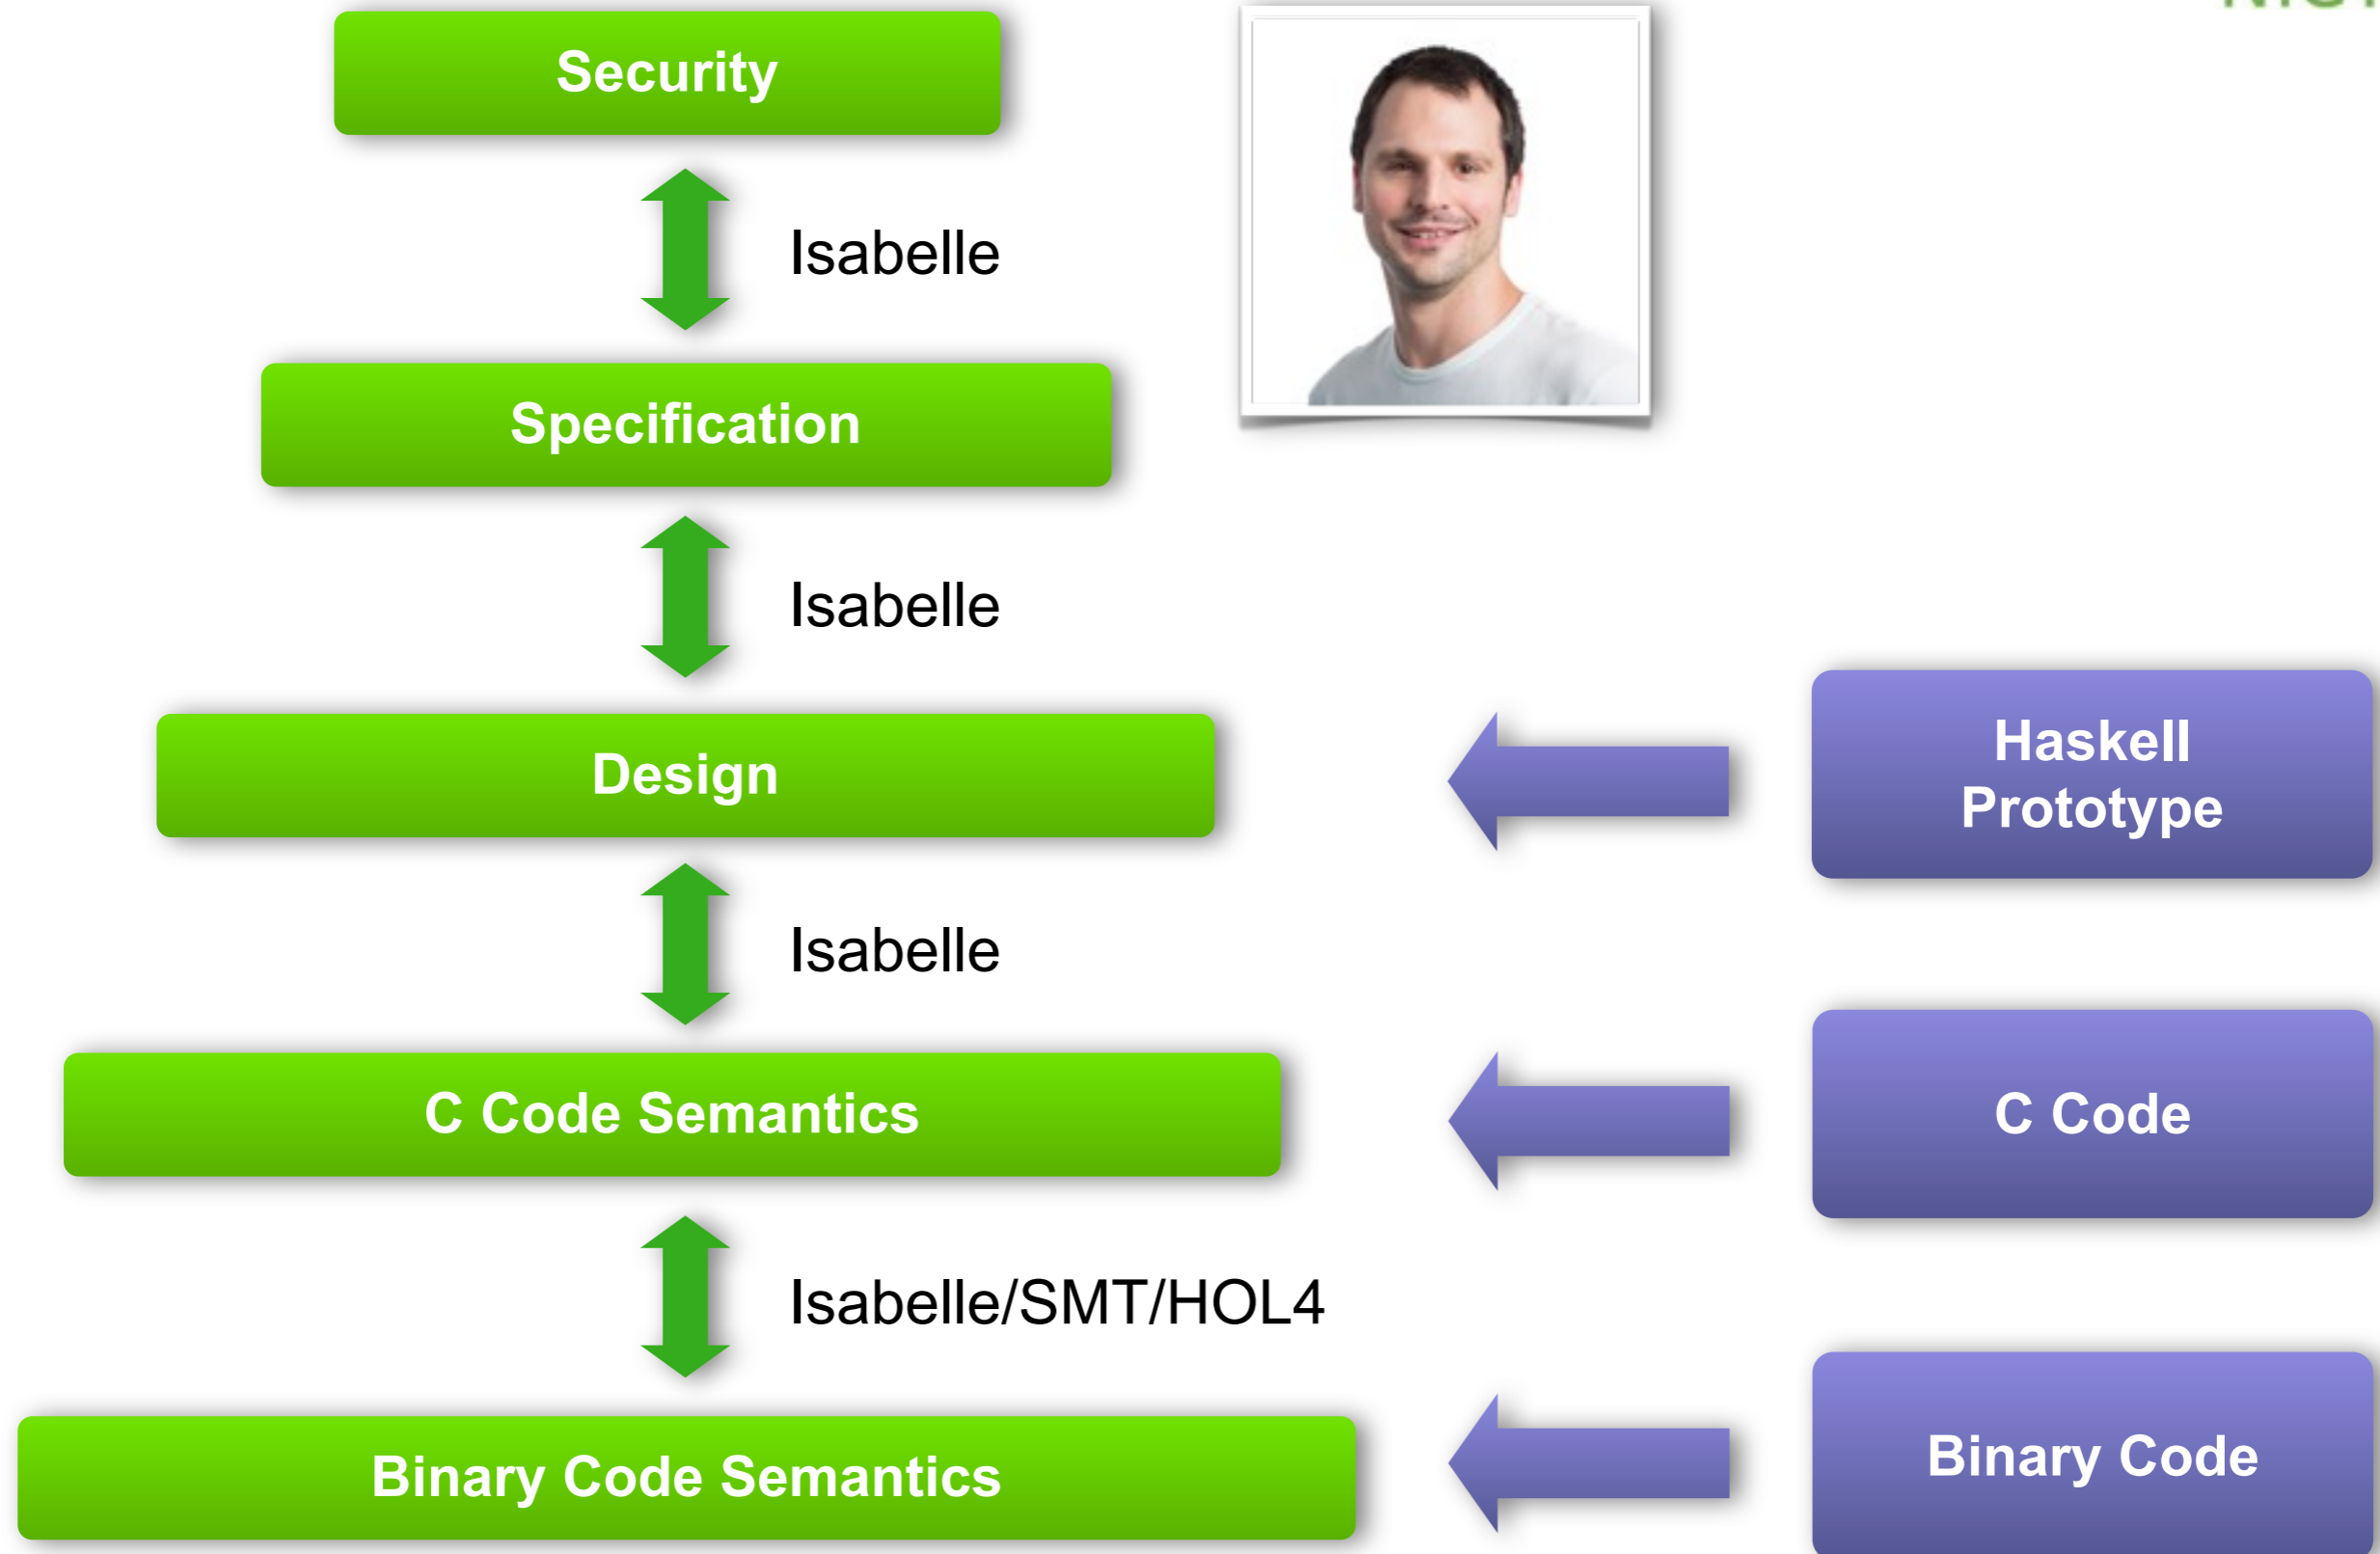 Security
Isabelle
Specification
Isabelle
Design
Haskell
Prototype
Isabelle
C Code Semantics
C Code
Isabelle/SMT/HOL4
Binary Code Semantics
Binary Code